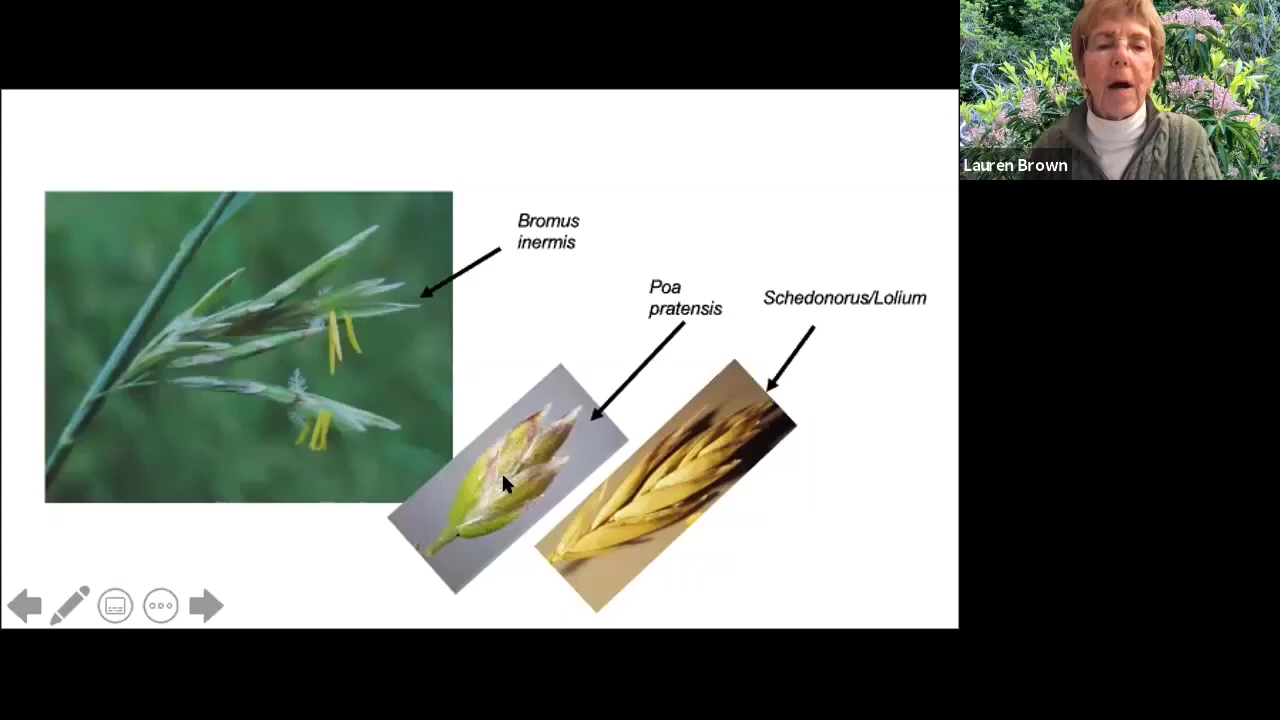 Lauren Brown
Bromus
inermis
Poa
pratensis
Schedonorus/Lolium